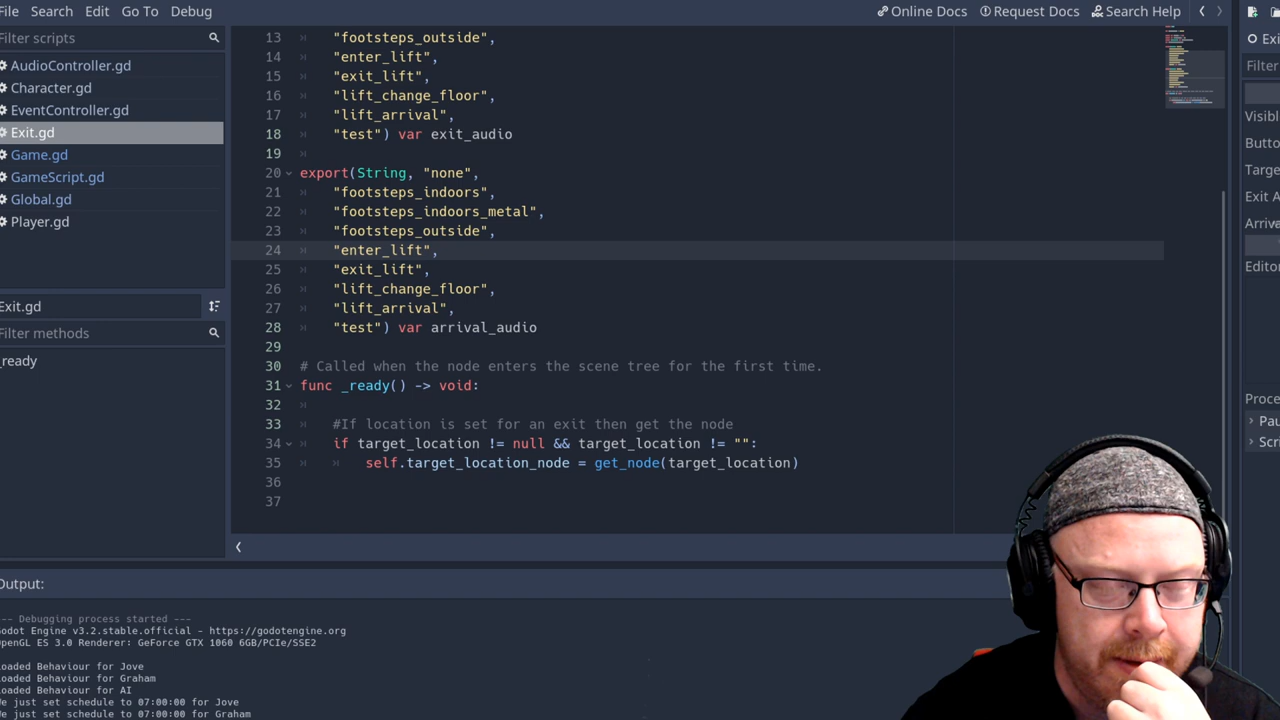 File Search Edit Go To Debug Online Docs Request Docs Search Help
Filter scripts
AudioController.gd
Character.gd
EventController.gd
Exit.gd
Game.gd
GameScript.gd
Global.gd
Player.gd
Exit.gd
Filter methods
_ready
13 "footsteps_outside",
14 "enter_lift",
15 "exit_lift",
16 "lift_change_floor",
17 "lift_arrival",
18 "test") var exit_audio
19
20 export(String, "none",
21 "footsteps_indoors",
22 "footsteps_indoors_metal",
23 "footsteps_outside",
24 "enter_lift",
25 "exit_lift",
26 "lift_change_floor",
27 "lift_arrival",
28 "test") var arrival_audio
29
30 # Called when the node enters the scene tree for the first time.
31 func _ready() -> void:
32
33 #If location is set for an exit then get the node
34 if target_location != null && target_location != "":
35 self.target_location_node = get_node(target_location)
36
37
Exi
Filter
Visibl
Butto
Targe
Exit A
Arriva
Editor
Proce
Pau
Scri
Output:
--- Debugging process started ---
Godot Engine v3.2.stable.official - https://godotengine.org
OpenGL ES 3.0 Renderer: GeForce GTX 1060 6GB/PCIe/SSE2
Loaded Behaviour for Jove
Loaded Behaviour for Graham
Loaded Behaviour for AI
We just set schedule to 07:00:00 for Jove
We just set schedule to 07:00:00 for Graham